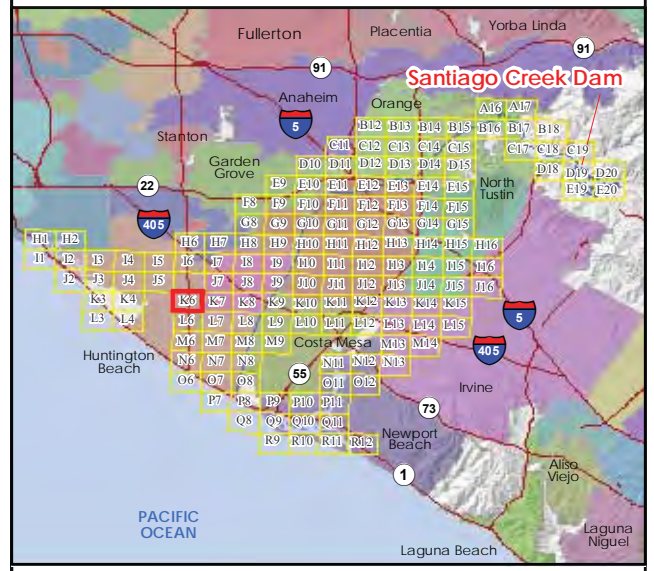 Yorba Linda
Placentia
Fullerton
91
91
Santiago Creek Dam
Anaheim
Orange
A16 A17
5
B12 B13 B14 B15 B16 B17 B18
Stanton
C11 C12 C13 C14 C15 C17 C18 C19
Garden
Grove
D10 D11 D12 D13 D14 D15 D18 D19 D20
E9 E10 E11 E12 E13 E14 E15 E19 E20
North
Tustin
22
F8 F9 F10 F11 F12 F13 F14 F15
405
G8 G9 G10 G11 G12 G13 G14 G15
H1 H2 H6 H7 H8 H9 H10 H11 H12 H13 H14 H15 H16
I1 I2 I3 I4 I5 I6 I7 I8 I9 I10 I11 I12 I13 I14 I15 I16
J2 J3 J4 J5 J7 J8 J9 J10 J11 J12 J13 J14 J15 J16
K3 K4 K6 K7 K8 K9 K10 K11 K12 K13 K14 K15
5
L3 L4 L6 L7 L8 L9 L10 L11 L12 L13 L14 L15
M6 M7 M8 M9 Costa Mesa M13 M14
405
Huntington
Beach
N6 N7 N8 N11 N12 N13
55
O6 O7 O8 O11 O12
Irvine
P7 P8 P9 P10 P11
73
Q8 Q9 Q10 Q11
Newport
Beach
R9 R10 R11 R12
1
Aliso
Viejo
PACIFIC
OCEAN
Laguna
Niguel
Laguna Beach